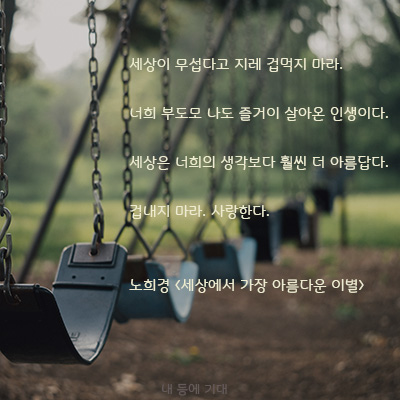 세상이 무섭다고 지레 겁먹지 마라.
너희 부모도 나도 즐거이 살아온 인생이다.
세상은 너희의 생각보다 훨씬 더 아름답다.
겁내지 마라. 사랑한다.
노희경 <세상에서 가장 아름다운 이별>
내 등에 기대